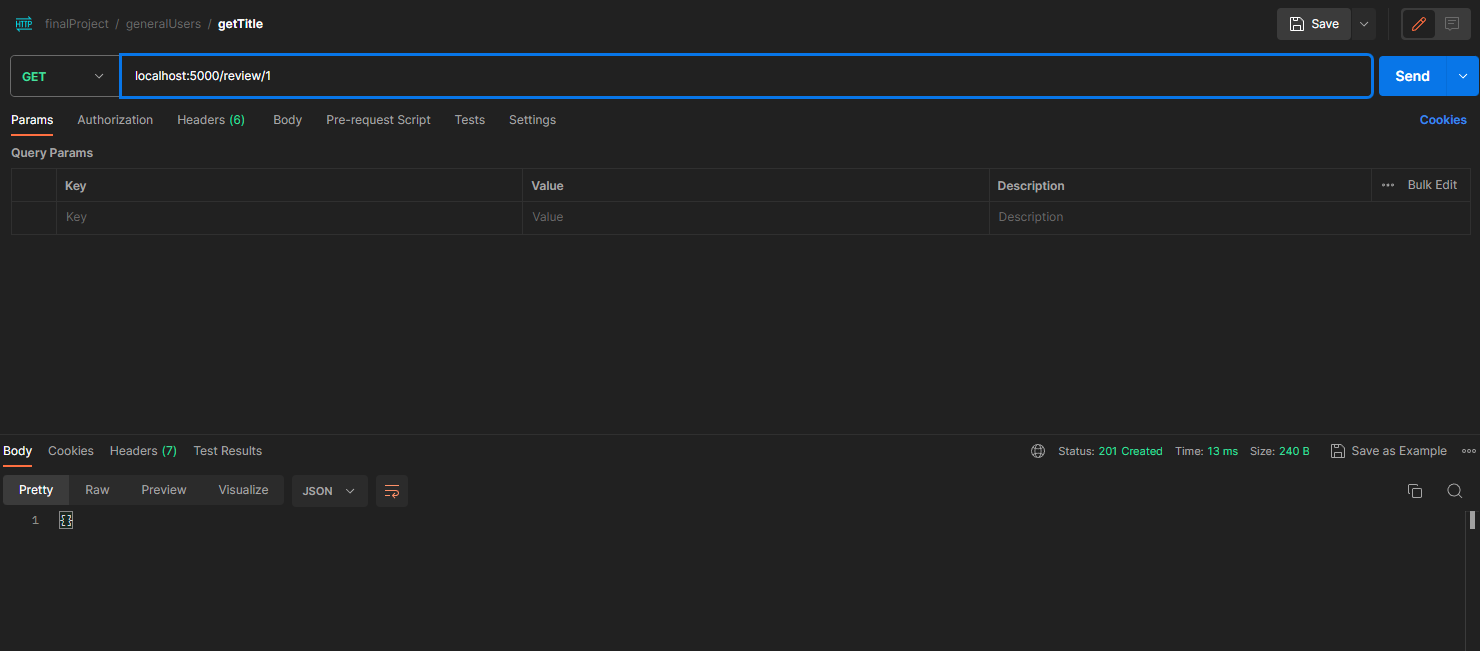 HTTP finalProject / generalUsers / getTitle Save
GET localhost:5000/review/1 Send
Params Authorization Headers (6) Body Pre-request Script Tests Settings Cookies
Query Params
Key Value Description ••• Bulk Edit
Key Value Description
Body Cookies Headers (7) Test Results Status: 201 Created Time: 13 ms Size: 240 B Save as Example
Pretty Raw Preview Visualize JSON
1 {}